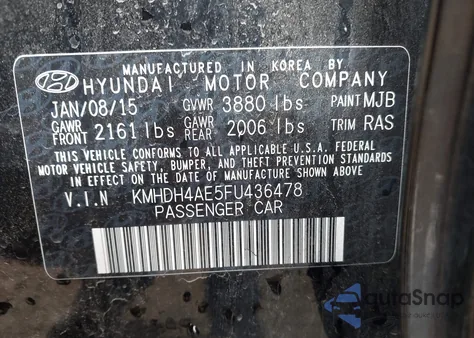 MANUFACTURED IN KOREA BY
HYUNDAI MOTOR COMPANY
JAN/08/15 GVWR 3880 lbs PAINT MJB
GAWR FRONT 2161 lbs GAWR REAR 2006 lbs TRIM RAS
THIS VEHICLE CONFORMS TO ALL APPLICABLE U.S.A. FEDERAL
MOTOR VEHICLE SAFETY, BUMPER, AND THEFT PREVENTION STANDARDS
IN EFFECT ON THE DATE OF MANUFACTURE SHOWN ABOVE.
V.I.N KMHDH4AE5FU436478
PASSENGER CAR
autoSnap